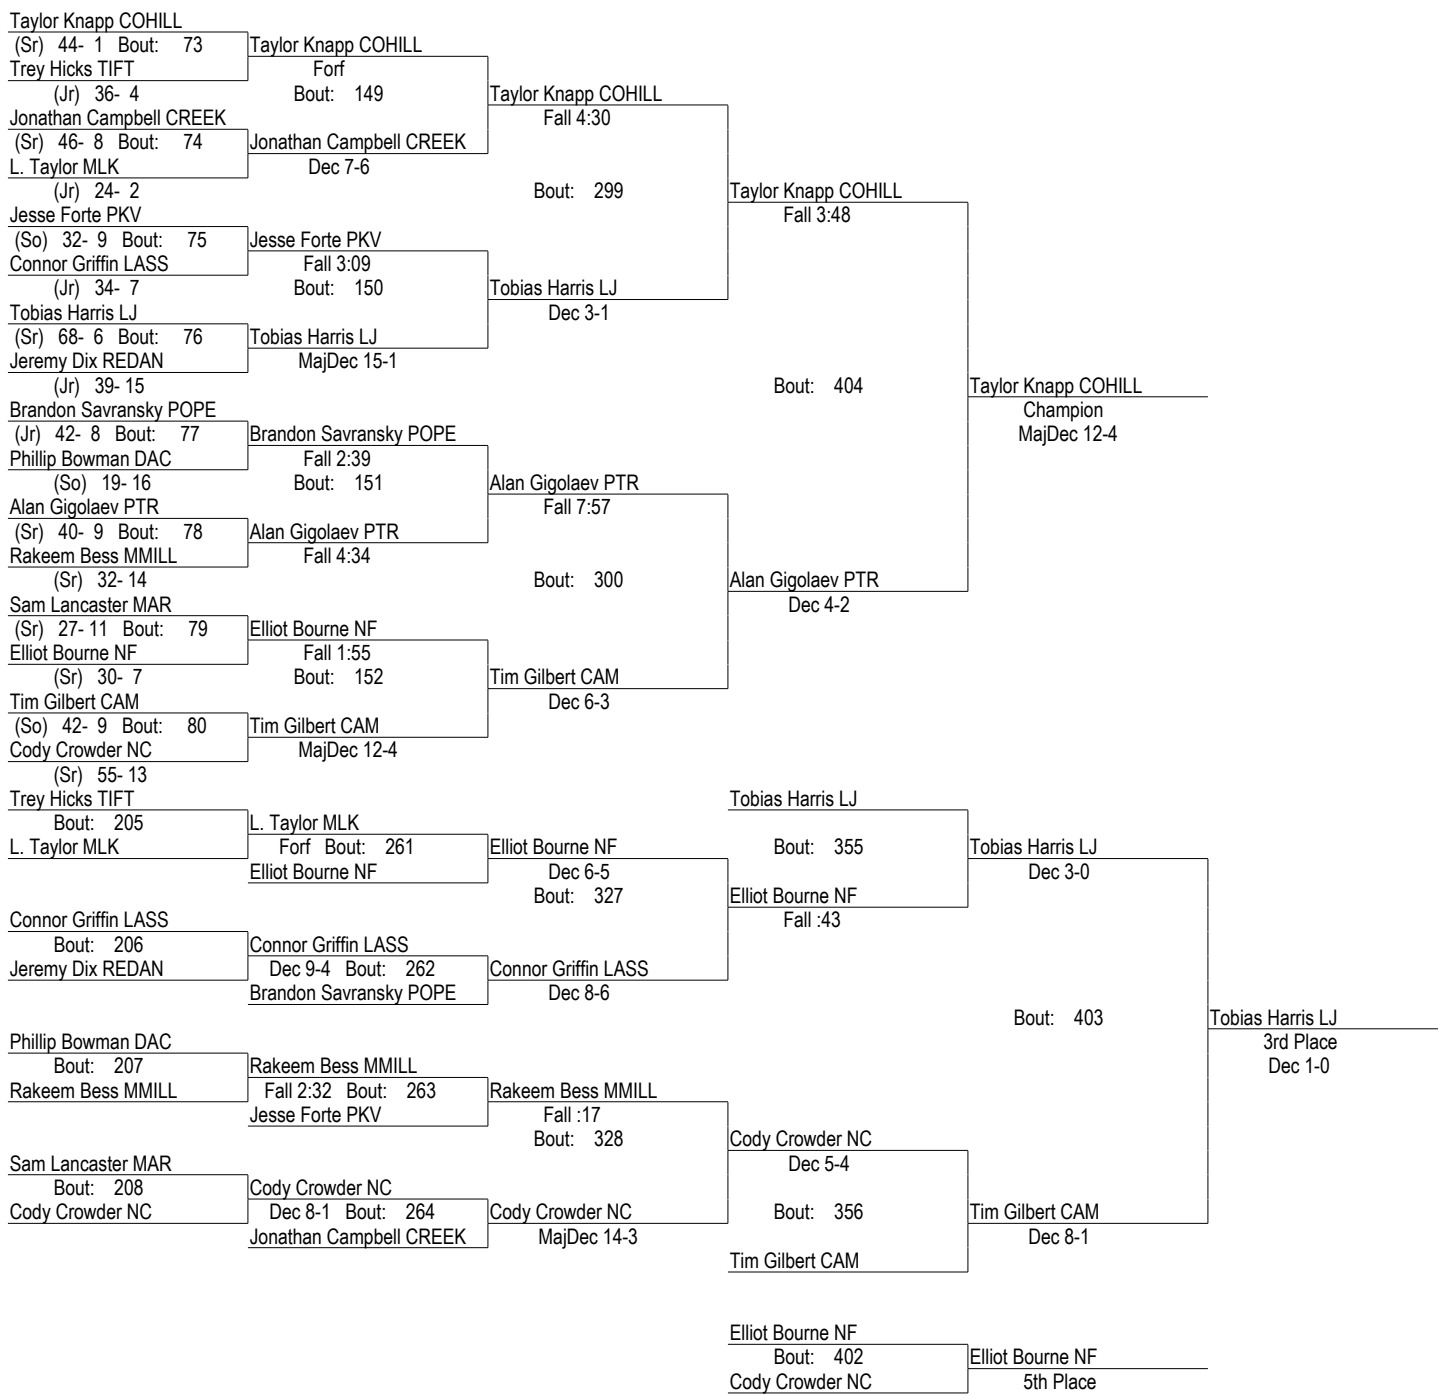 Taylor Knapp COHILL
(Sr) 44- 1 Bout: 73 Taylor Knapp COHILL
Trey Hicks TIFT Forf
(Jr) 36- 4 Bout: 149 Taylor Knapp COHILL
Jonathan Campbell CREEK Fall 4:30
(Sr) 46- 8 Bout: 74 Jonathan Campbell CREEK
L. Taylor MLK Dec 7-6
(Jr) 24- 2 Bout: 299 Taylor Knapp COHILL
Jesse Forte PKV Fall 3:48
(So) 32- 9 Bout: 75 Jesse Forte PKV
Connor Griffin LASS Fall 3:09
(Jr) 34- 7 Bout: 150 Tobias Harris LJ
Tobias Harris LJ Dec 3-1
(Sr) 68- 6 Bout: 76 Tobias Harris LJ
Jeremy Dix REDAN MajDec 15-1
(Jr) 39- 15 Bout: 404 Taylor Knapp COHILL
Brandon Savransky POPE Champion
(Jr) 42- 8 Bout: 77 Brandon Savransky POPE MajDec 12-4
Phillip Bowman DAC Fall 2:39
(So) 19- 16 Bout: 151 Alan Gigolaev PTR
Alan Gigolaev PTR Fall 7:57
(Sr) 40- 9 Bout: 78 Alan Gigolaev PTR
Rakeem Bess MMILL Fall 4:34
(Sr) 32- 14 Bout: 300 Alan Gigolaev PTR
Sam Lancaster MAR Dec 4-2
(Sr) 27- 11 Bout: 79 Elliot Bourne NF
Elliot Bourne NF Fall 1:55
(Sr) 30- 7 Bout: 152 Tim Gilbert CAM
Tim Gilbert CAM Dec 6-3
(So) 42- 9 Bout: 80 Tim Gilbert CAM
Cody Crowder NC MajDec 12-4
(Sr) 55- 13
Trey Hicks TIFT Tobias Harris LJ
Bout: 205 L. Taylor MLK
L. Taylor MLK Forf Bout: 261 Elliot Bourne NF Bout: 355 Tobias Harris LJ
Elliot Bourne NF Dec 6-5 Dec 3-0
Bout: 327 Elliot Bourne NF
Connor Griffin LASS Fall :43
Bout: 206 Connor Griffin LASS
Jeremy Dix REDAN Dec 9-4 Bout: 262 Connor Griffin LASS
Brandon Savransky POPE Dec 8-6
Bout: 403 Tobias Harris LJ
Phillip Bowman DAC 3rd Place
Bout: 207 Rakeem Bess MMILL Dec 1-0
Rakeem Bess MMILL Fall 2:32 Bout: 263 Rakeem Bess MMILL
Jesse Forte PKV Fall :17
Bout: 328 Cody Crowder NC
Sam Lancaster MAR Dec 5-4
Bout: 208 Cody Crowder NC
Cody Crowder NC Dec 8-1 Bout: 264 Cody Crowder NC Bout: 356 Tim Gilbert CAM
Jonathan Campbell CREEK MajDec 14-3 Dec 8-1
Tim Gilbert CAM
Elliot Bourne NF
Bout: 402 Elliot Bourne NF
Cody Crowder NC 5th Place